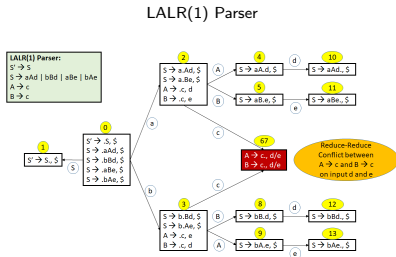 LALR(1) Parser
LALR(1) Parser:
S' → S
S → aAd | bBd | aBe | bAe
A → c
B → c
0
S' → .S, $
S → .aAd, $
S → .bBd, $
S → .aBe, $
S → .bAe, $
1
S' → S., $
S
a
b
2
S → a.Ad, $
S → a.Be, $
A → .c, d
B → .c, e
A
B
c
4
S → aA.d, $
d
10
S → aAd., $
5
S → aB.e, $
e
11
S → aBe., $
67
A → c., d/e
B → c., d/e
Reduce-Reduce
Conflict between
A → c and B → c
on input d and e
3
S → b.Bd, $
S → b.Ae, $
A → .c, e
B → .c, d
c
B
A
8
S → bB.d, $
d
12
S → bBd., $
9
S → bA.e, $
e
13
S → bAe., $